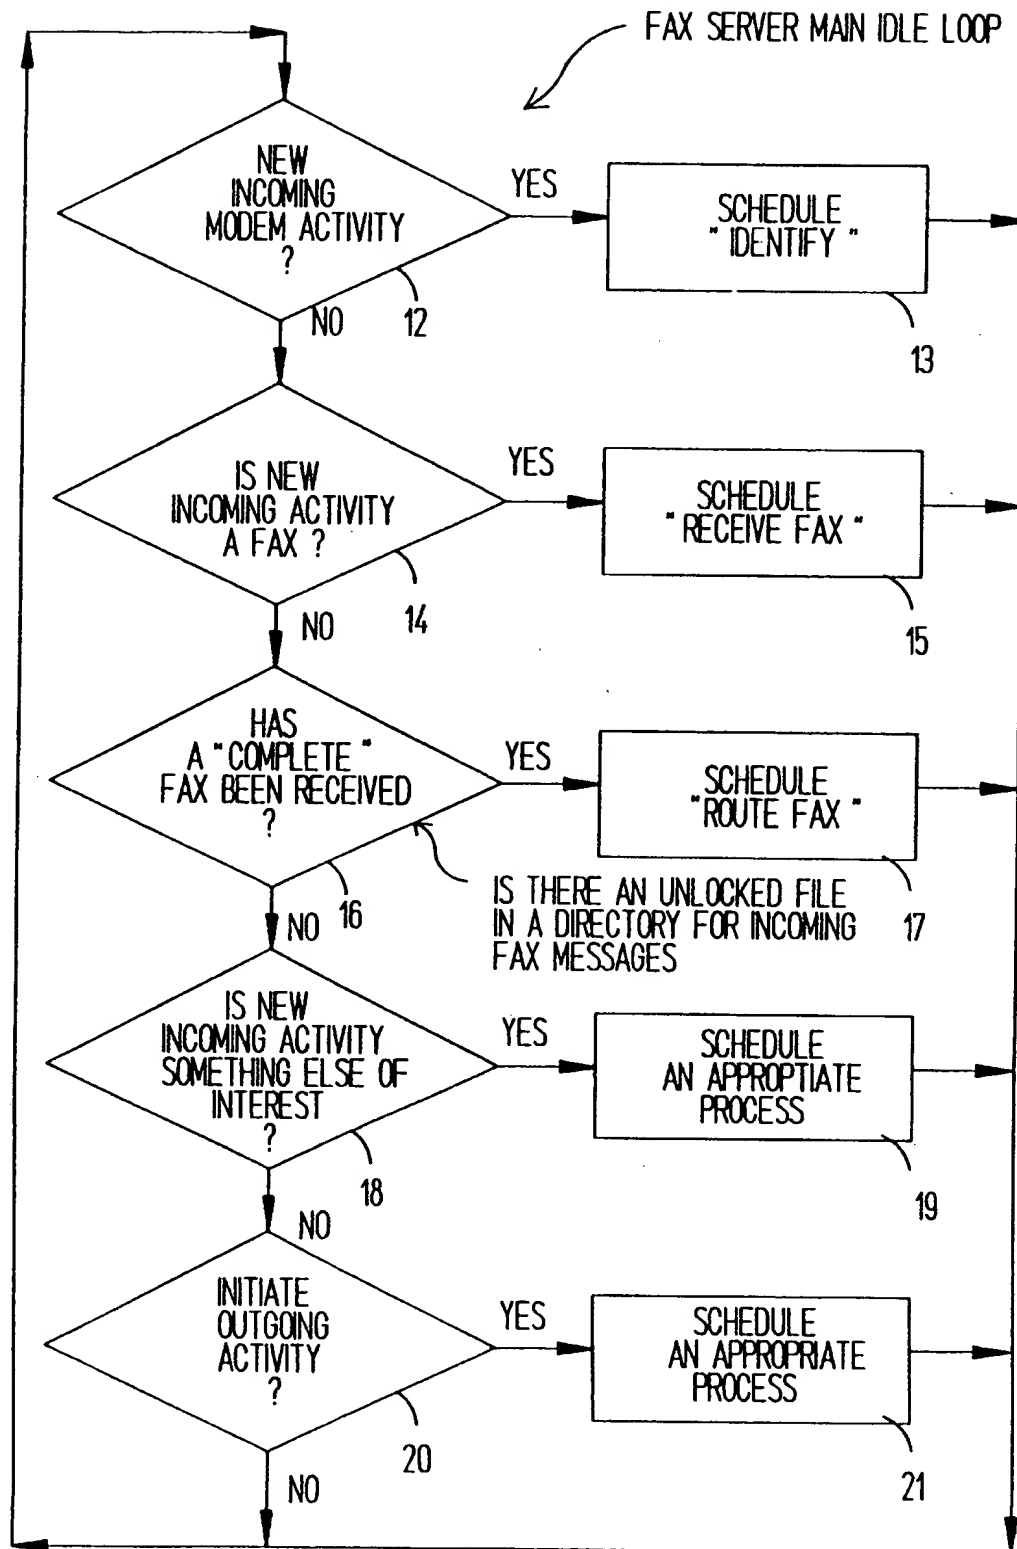 FAX SERVER MAIN IDLE LOOP
NEW
INCOMING
MODEM ACTIVITY
?
YES
SCHEDULE
"IDENTIFY"
12
13
NO
IS NEW
INCOMING ACTIVITY
A FAX ?
YES
SCHEDULE
"RECEIVE FAX"
14
15
NO
HAS
A "COMPLETE"
FAX BEEN RECEIVED
?
YES
SCHEDULE
"ROUTE FAX"
16
17
IS THERE AN UNLOCKED FILE
IN A DIRECTORY FOR INCOMING
FAX MESSAGES
NO
IS NEW
INCOMING ACTIVITY
SOMETHING ELSE OF
INTEREST
?
YES
SCHEDULE
AN APPROPTIATE
PROCESS
18
19
NO
INITIATE
OUTGOING
ACTIVITY
?
YES
SCHEDULE
AN APPROPRIATE
PROCESS
20
21
NO